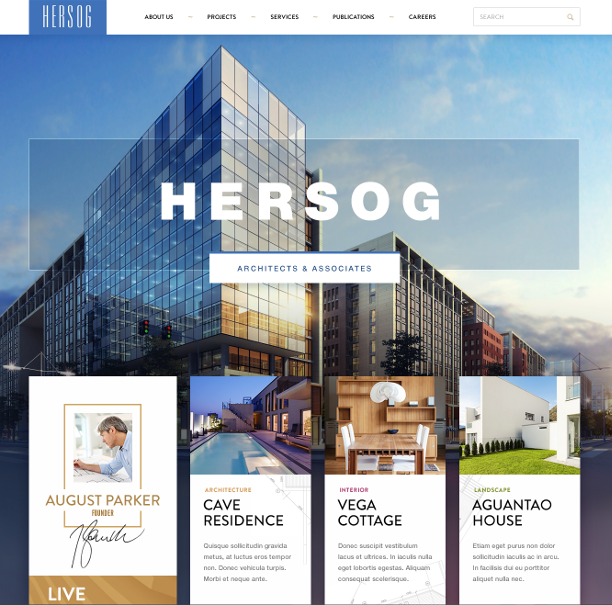 HERSOG
ABOUT US – PROJECTS – SERVICES – PUBLICATIONS – CAREERS
SEARCH
HERSOG
ARCHITECTS & ASSOCIATES
AUGUST PARKER
FOUNDER
LIVE
ARCHITECTURE
CAVE
RESIDENCE
Quisque sollicitudin gravida
metus, at luctus eros tempor
non. Donec vehicula turpis.
Morbi et neque ante.
INTERIOR
VEGA
COTTAGE
Donec suscipit vestibulum
lacus et ultrices. In iaculis nulla
eget lobortis egestas. Aliquam
consequat scelerisque.
LANDSCAPE
AGUANTAO
HOUSE
Etiam eget purus non dolor
sollicitudin iaculis ac in arcu.
In facilisis dui eu porttitor
aliquet nulla nec.